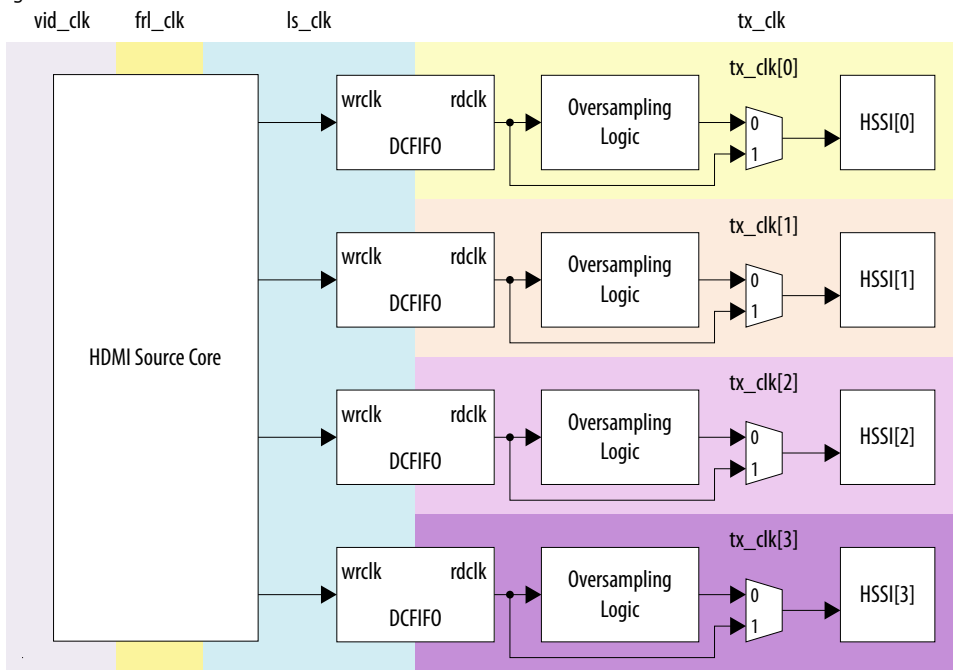 vid_clk frl_clk ls_clk tx_clk
tx_clk[0]
wrclk rdclk
DCFIFO
Oversampling
Logic
0
1
HSSI[0]
tx_clk[1]
wrclk rdclk
DCFIFO
Oversampling
Logic
0
1
HSSI[1]
HDMI Source Core
tx_clk[2]
wrclk rdclk
DCFIFO
Oversampling
Logic
0
1
HSSI[2]
tx_clk[3]
wrclk rdclk
DCFIFO
Oversampling
Logic
0
1
HSSI[3]